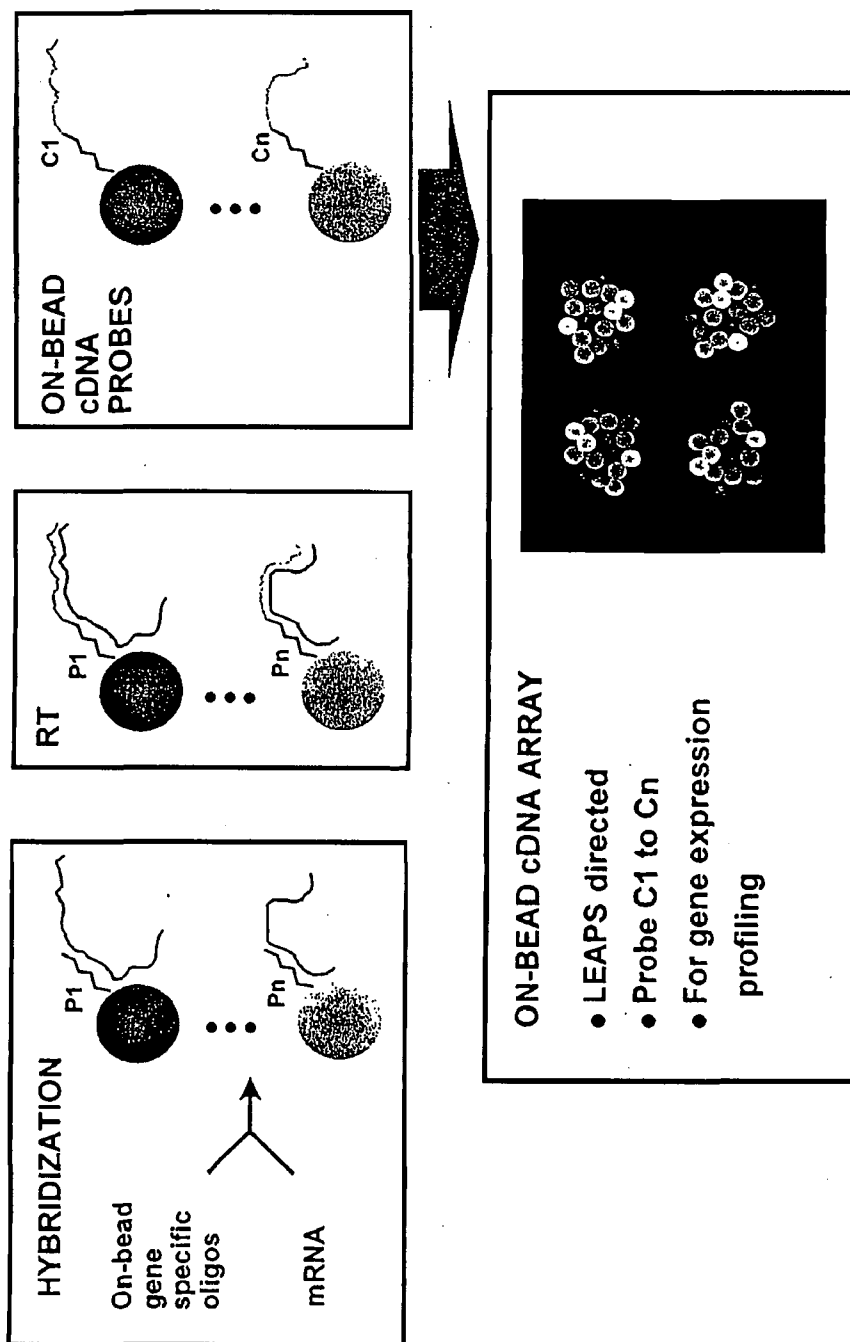 HYBRIDIZATION
On-bead
gene
specific
oligos
mRNA
P1
Pn
RT
P1
Pn
ON-BEAD
cDNA
PROBES
C1
Cn
ON-BEAD cDNA ARRAY
• LEAPS directed
• Probe C1 to Cn
• For gene expression
profiling